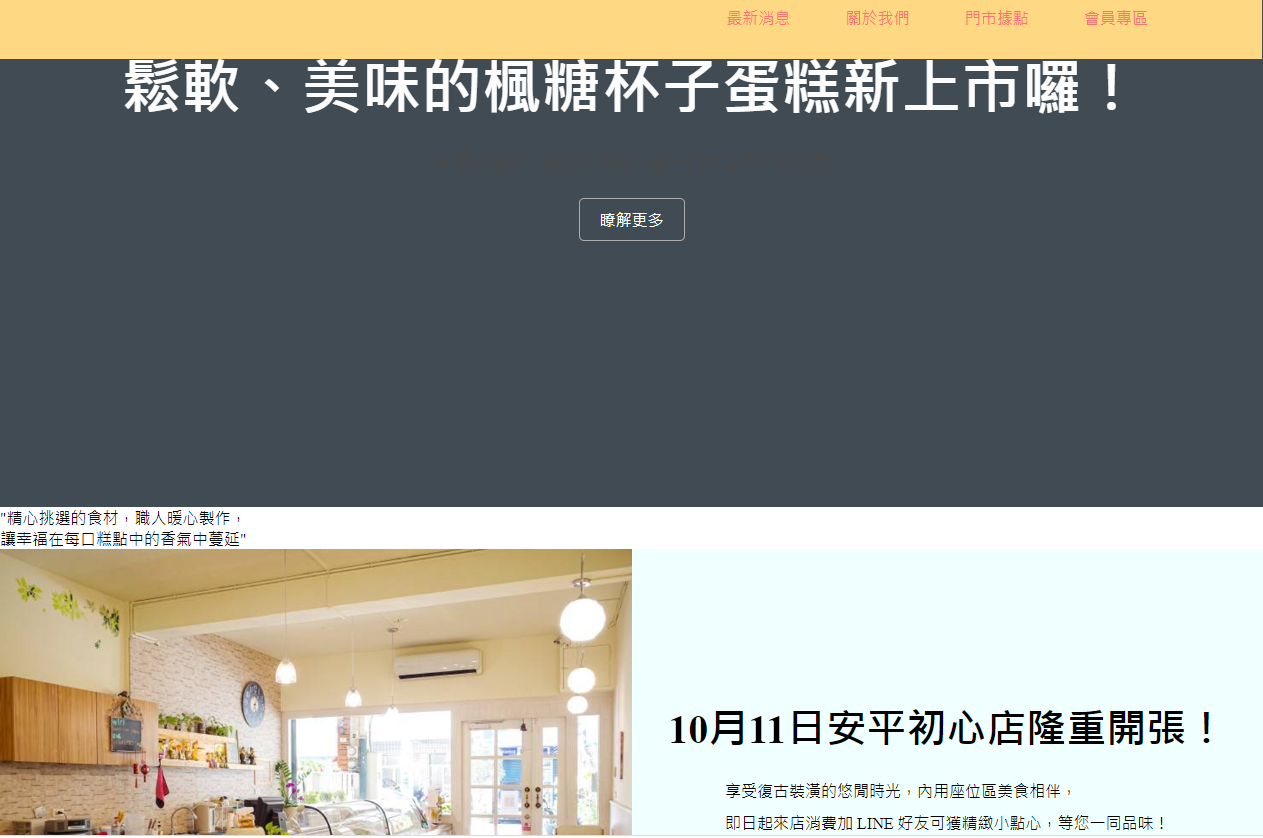 最新消息 關於我們 門市據點 會員專區
鬆軟、美味的楓糖杯子蛋糕新上市囉！
瞭解更多
"精心挑選的食材，職人暖心製作，
讓幸福在每口糕點中的香氣中蔓延"
10月11日安平初心店隆重開張！
享受復古裝潢的悠閒時光，內用座位區美食相伴，
即日起來店消費加 LINE 好友可獲精緻小點心，等您一同品味！